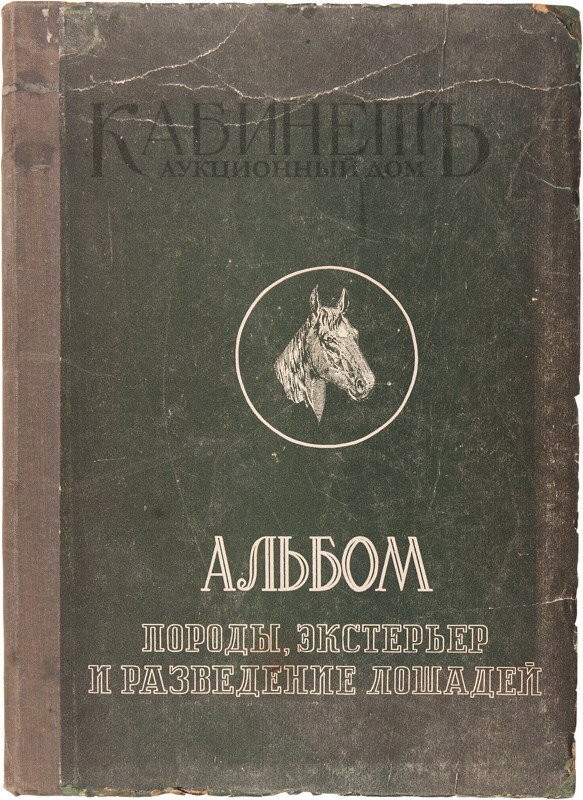 КАБИНЕТЪ
АУКЦИОННЫЙ ДОМ
АЛЬБОМ
ПОРОДЫ, ЭКСТЕРЬЕР
И РАЗВЕДЕНИЕ ЛОШАДЕЙ